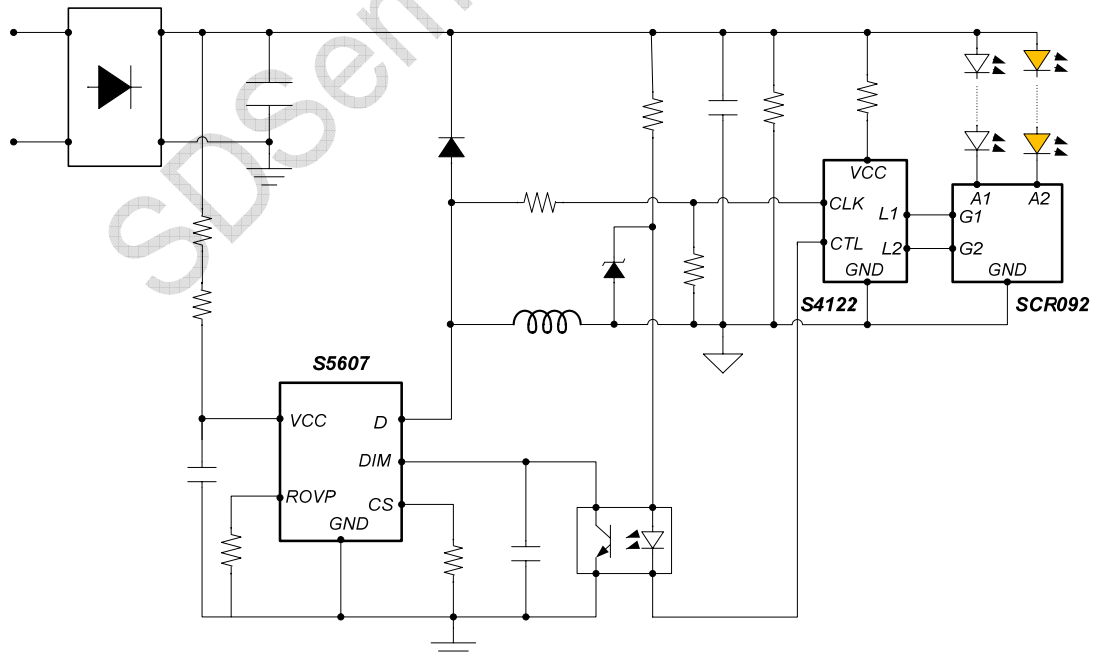 SDSem
VCC
CLK
CTL
GND
L1
L2
S4122
A1
A2
G1
G2
GND
SCR092
S5607
VCC
D
DIM
ROVP
CS
GND